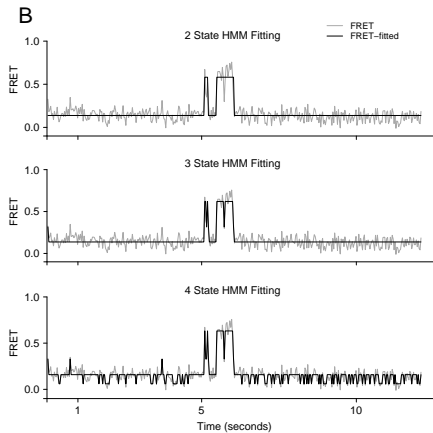 B
2 State HMM Fitting
FRET
FRET−fitted
1.0
0.5
0.0
FRET
3 State HMM Fitting
1.0
0.5
0.0
FRET
4 State HMM Fitting
1.0
0.5
0.0
FRET
1 5 10
Time (seconds)